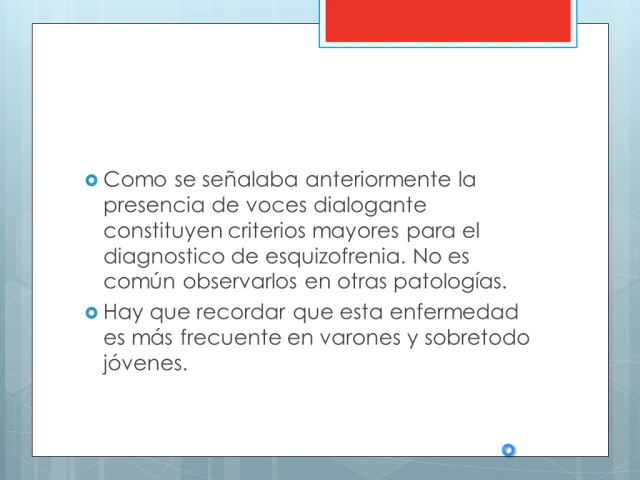 Como se señalaba anteriormente la
presencia de voces dialogante
constituyen criterios mayores para el
diagnostico de esquizofrenia. No es
común observarlos en otras patologías.
Hay que recordar que esta enfermedad
es más frecuente en varones y sobretodo
jóvenes.